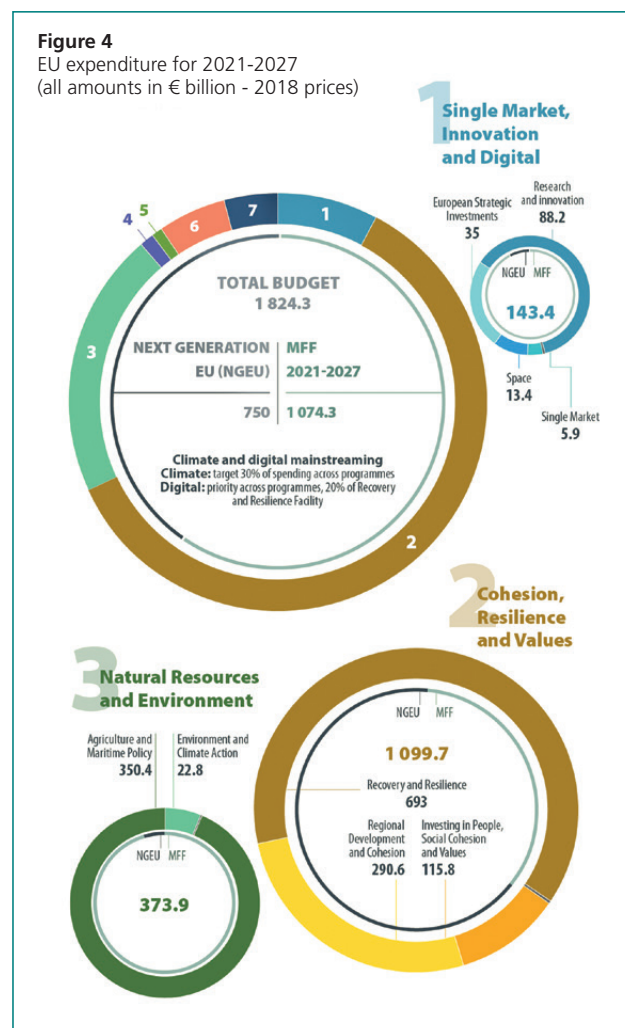 Figure 4
EU expenditure for 2021-2027
(all amounts in € billion - 2018 prices)
1
Single Market,
Innovation
and Digital
European Strategic
Investments
35
Research
and innovation
88.2
NGEU
MFF
143.4
Space
13.4
Single Market
5.9
4
5
6
7
1
3
2
TOTAL BUDGET
1 824.3
NEXT GENERATION
EU (NGEU)
MFF
2021-2027
750
1 074.3
Climate and digital mainstreaming
Climate: target 30% of spending across programmes
Digital: priority across programmes, 20% of Recovery
and Resilience Facility
2
Cohesion,
Resilience
and Values
NGEU
MFF
1 099.7
Recovery and Resilience
693
Regional
Development
and Cohesion
290.6
Investing in People,
Social Cohesion
and Values
115.8
3
Natural Resources
and Environment
Agriculture and
Maritime Policy
350.4
Environment and
Climate Action
22.8
NGEU
MFF
373.9